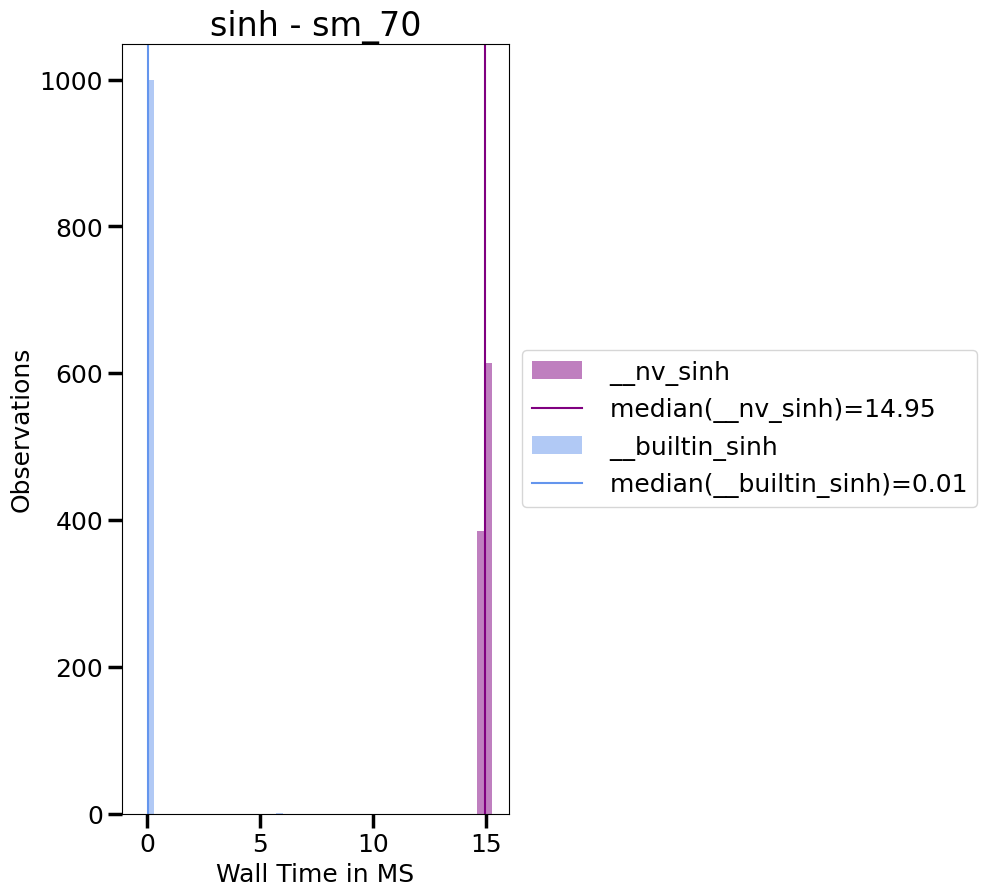 sinh - sm_70
1000
800
600
400
200
0
Observations
0 5 10 15
Wall Time in MS
__nv_sinh
median(__nv_sinh)=14.95
__builtin_sinh
median(__builtin_sinh)=0.01